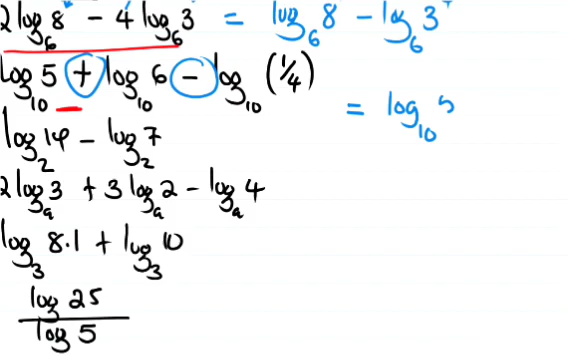 2log₆8 - 4log₆3 = log₆8 - log₆3
log₁₀5 + log₁₀6 - log₁₀(1/4) = log₁₀5
log₂14 - log₂7
2logₐ3 + 3logₐ2 - logₐ4
log₃8.1 + log₃10
log 25
log 5